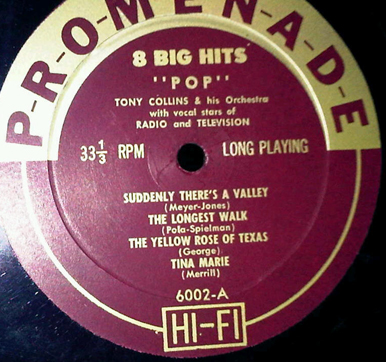 P-R-O-M-E-N-A-D-E
8 BIG HITS
"POP"
TONY COLLINS & his Orchestra
with vocal stars of
RADIO and TELEVISION
33 1/3 RPM LONG PLAYING
SUDDENLY THERE'S A VALLEY
(Meyer-Jones)
THE LONGEST WALK
(Pola-Spielman)
THE YELLOW ROSE OF TEXAS
(George)
TINA MARIE
(Merrill)
6002-A
HI-FI